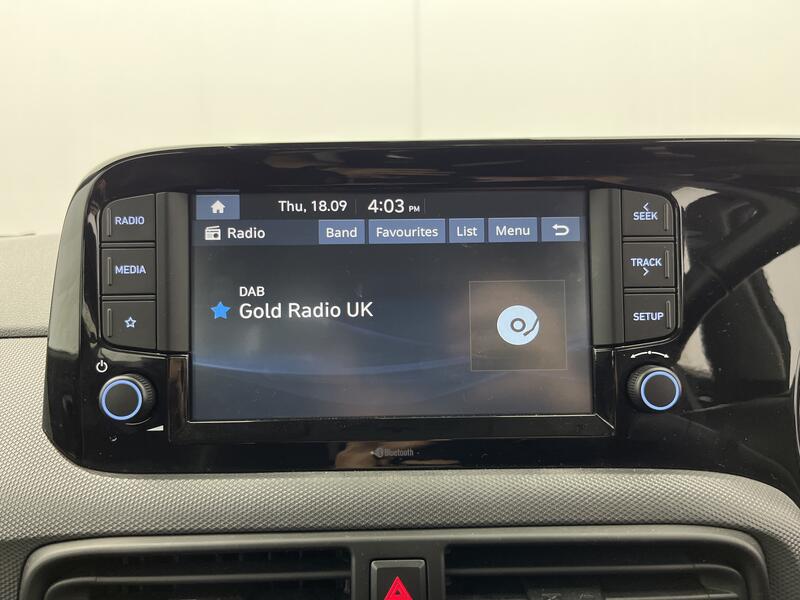 Thu, 18.09 4:03 PM
Radio Band Favourites List Menu
DAB
Gold Radio UK
RADIO
MEDIA
SEEK
TRACK
SETUP
Bluetooth